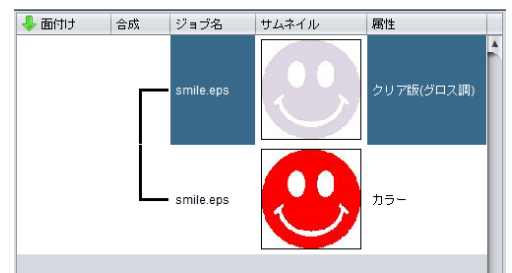 面付け 合成 ジョブ名 サムネイル 属性
smile.eps クリア版(グロス調)
smile.eps カラー